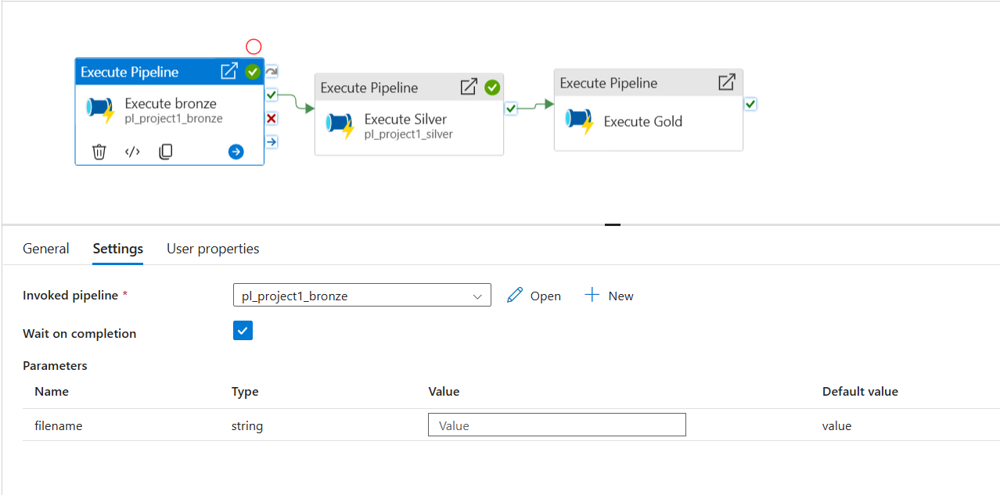 Execute Pipeline
Execute bronze
pl_project1_bronze
Execute Pipeline
Execute Silver
pl_project1_silver
Execute Pipeline
Execute Gold
General Settings User properties
Invoked pipeline * pl_project1_bronze Open New
Wait on completion
Parameters
Name Type Value Default value
filename string Value value